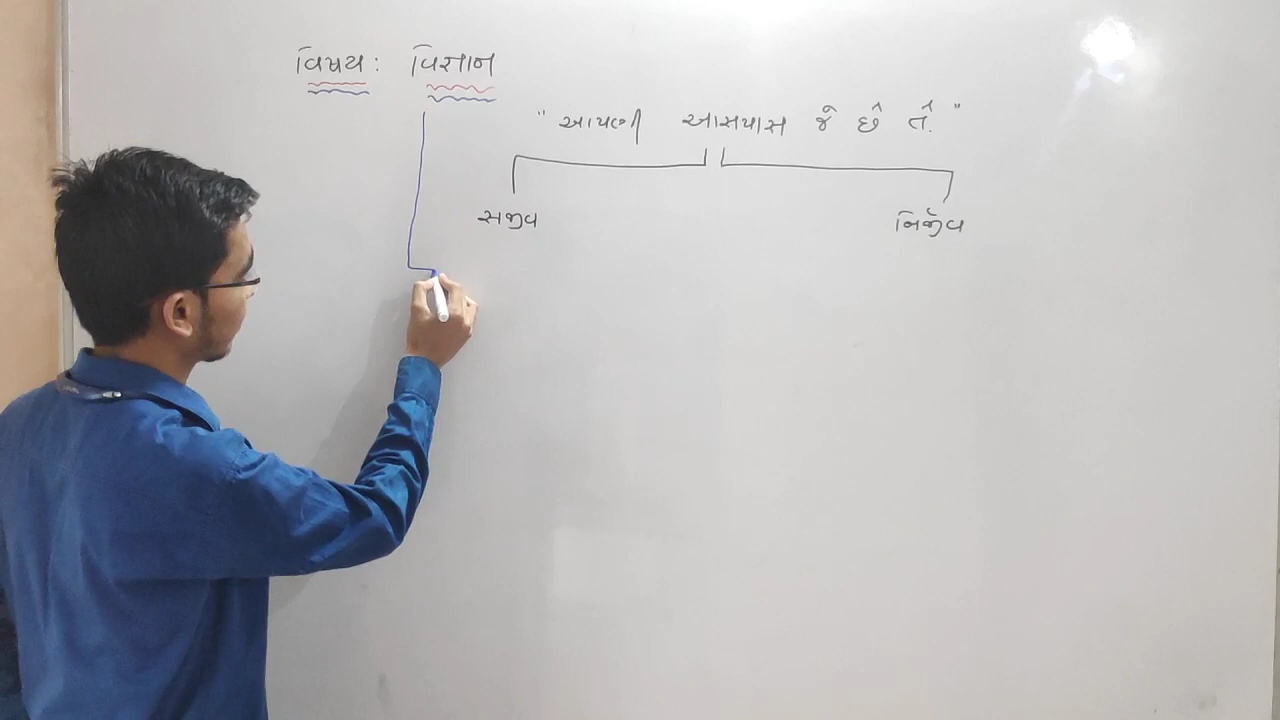 વિષય : વિજ્ઞાન
" આપણી આસપાસ જે છે તે. "
સજીવ નિર્જીવ